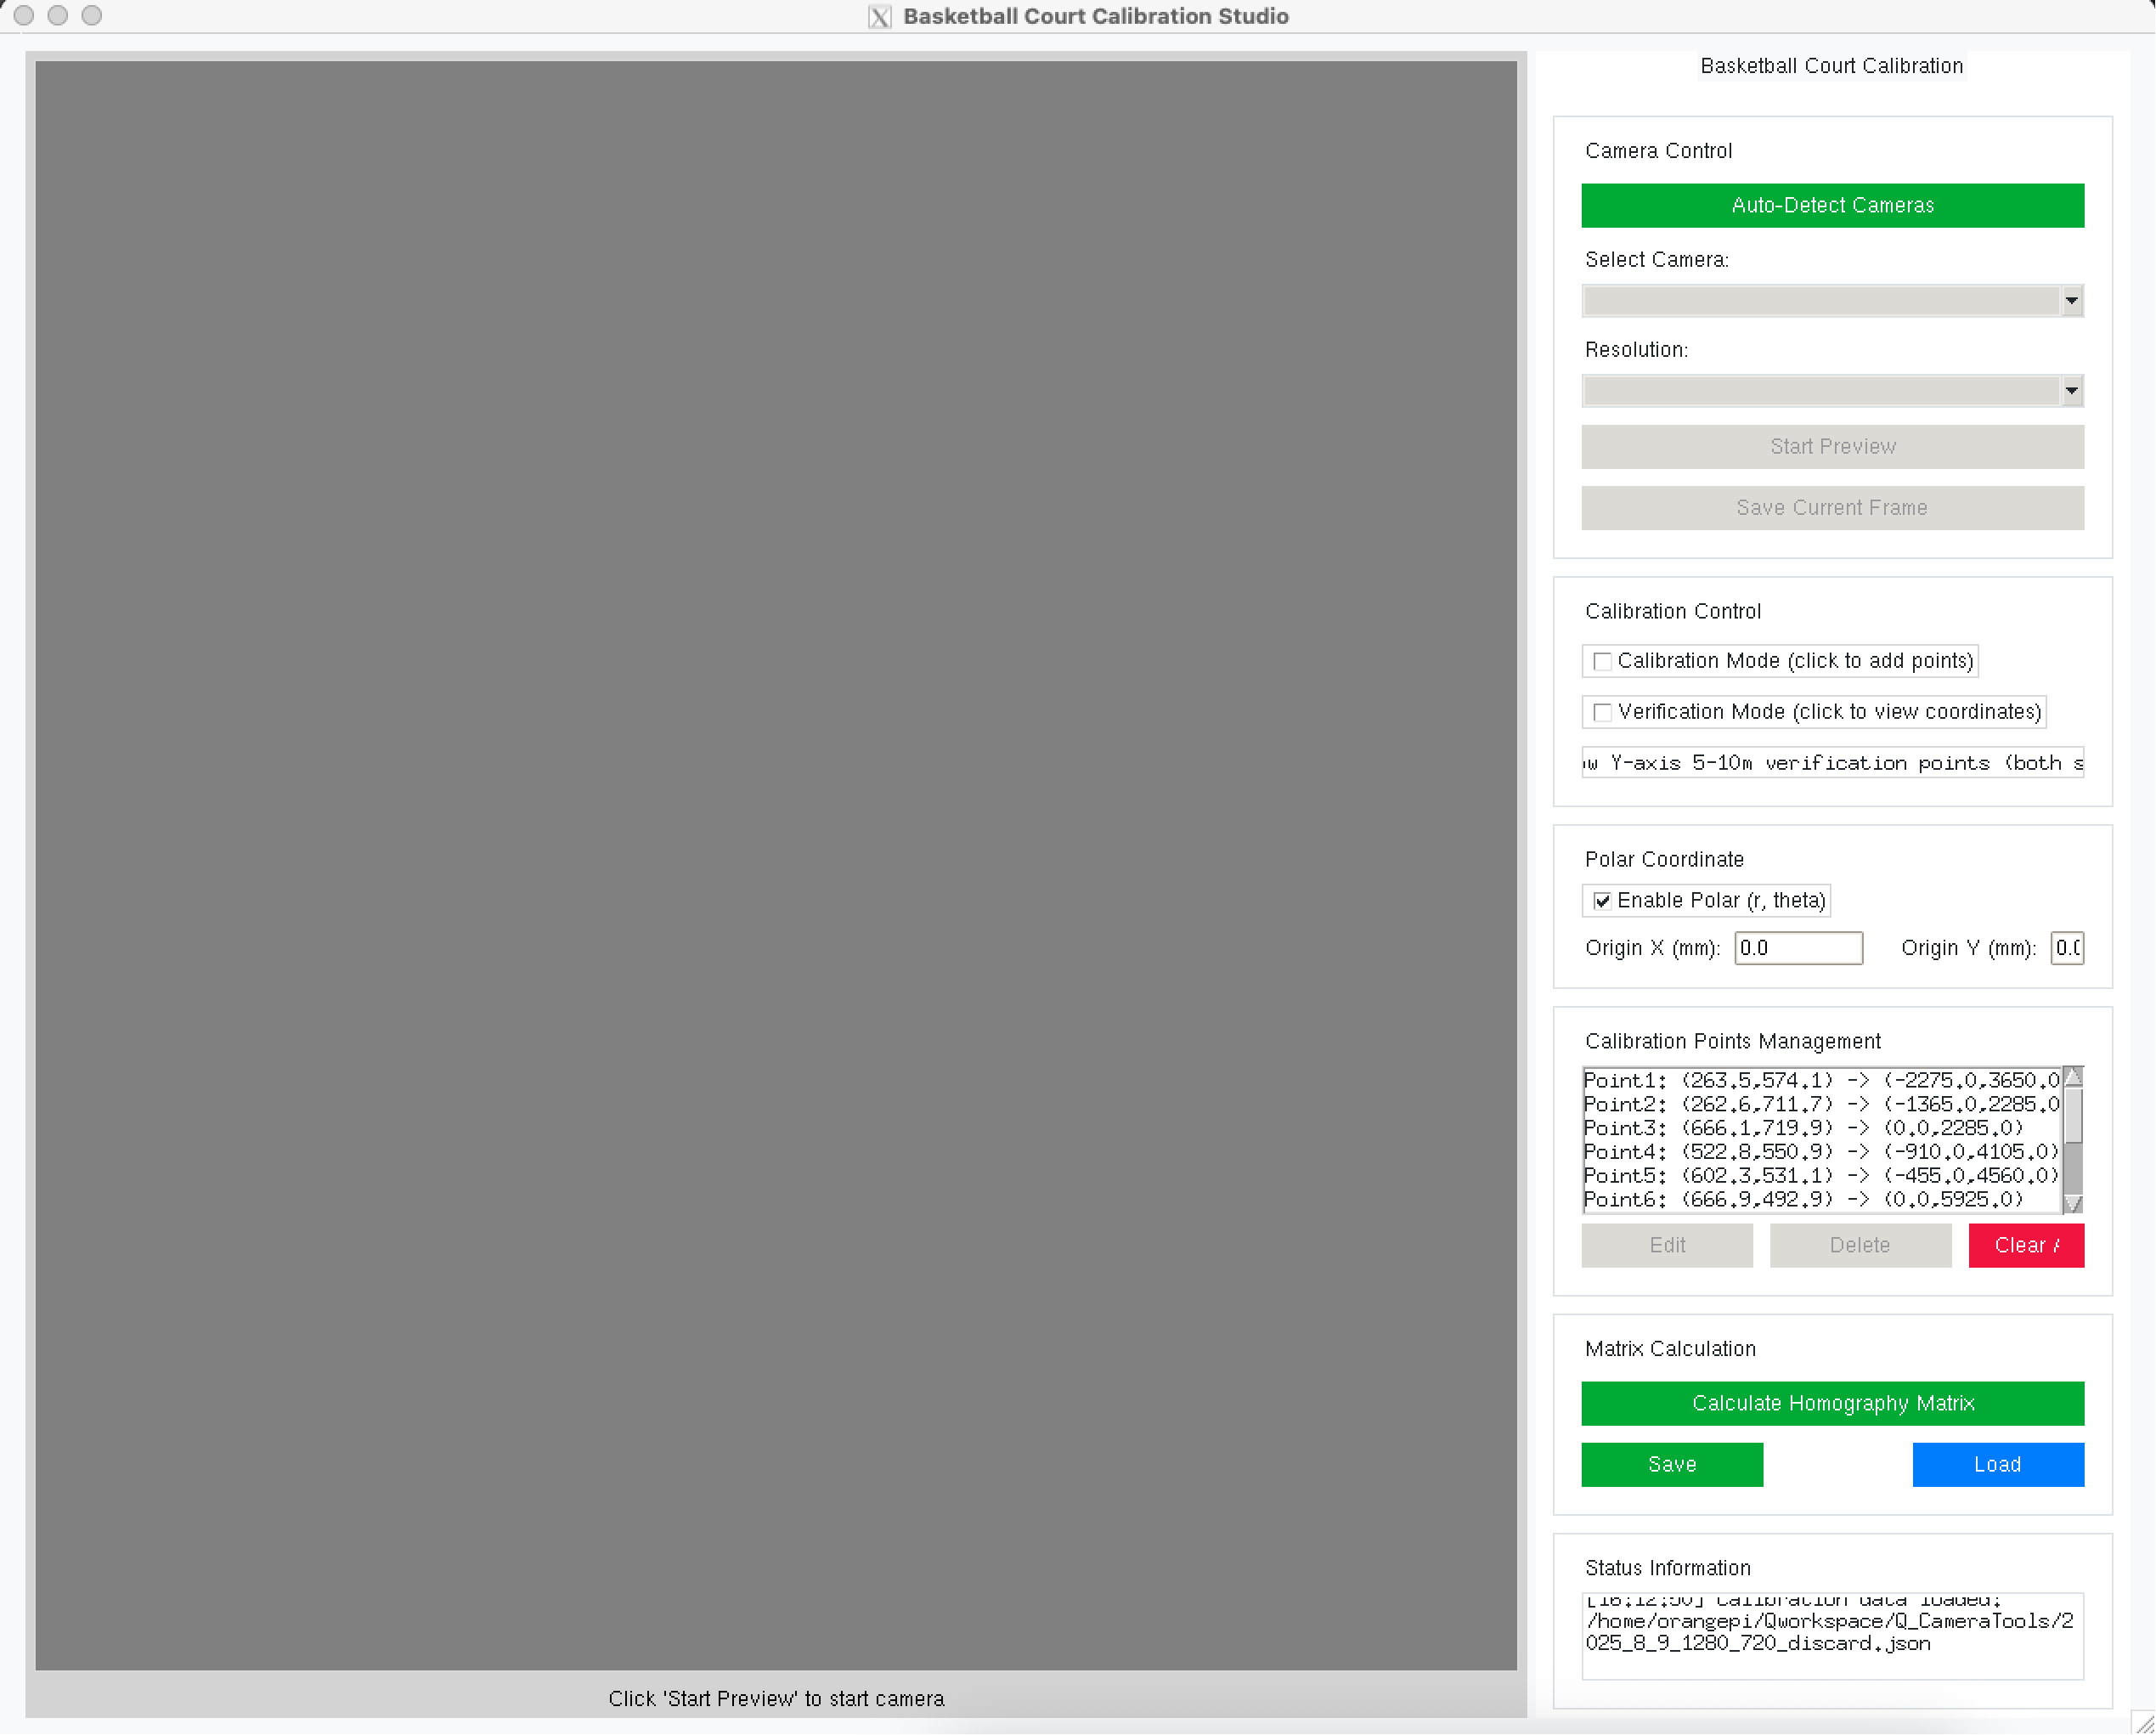 Basketball Court Calibration Studio
Basketball Court Calibration
Camera Control
Auto-Detect Cameras
Select Camera:
Resolution:
Start Preview
Save Current Frame
Calibration Control
Calibration Mode (click to add points)
Verification Mode (click to view coordinates)
w Y-axis 5-10m verification points (both s
Polar Coordinate
Enable Polar (r, theta)
Origin X (mm): 0.0 Origin Y (mm): 0.(
Calibration Points Management
Point1: (263.5,574.1) -> (-2275.0,3650.0
Point2: (262.6,711.7) -> (-1365.0,2285.0
Point3: (666.1,719.9) -> (0.0,2285.0)
Point4: (522.8,550.9) -> (-910.0,4105.0)
Point5: (602.3,531.1) -> (-455.0,4560.0)
Point6: (666.9,492.9) -> (0.0,5925.0)
Edit Delete Clear
Matrix Calculation
Calculate Homography Matrix
Save Load
Status Information
[16:12:50] Calibration data loaded:
/home/orangepi/Qworkspace/Q_CameraTools/2
025_8_9_1280_720_discard.json
Click 'Start Preview' to start camera